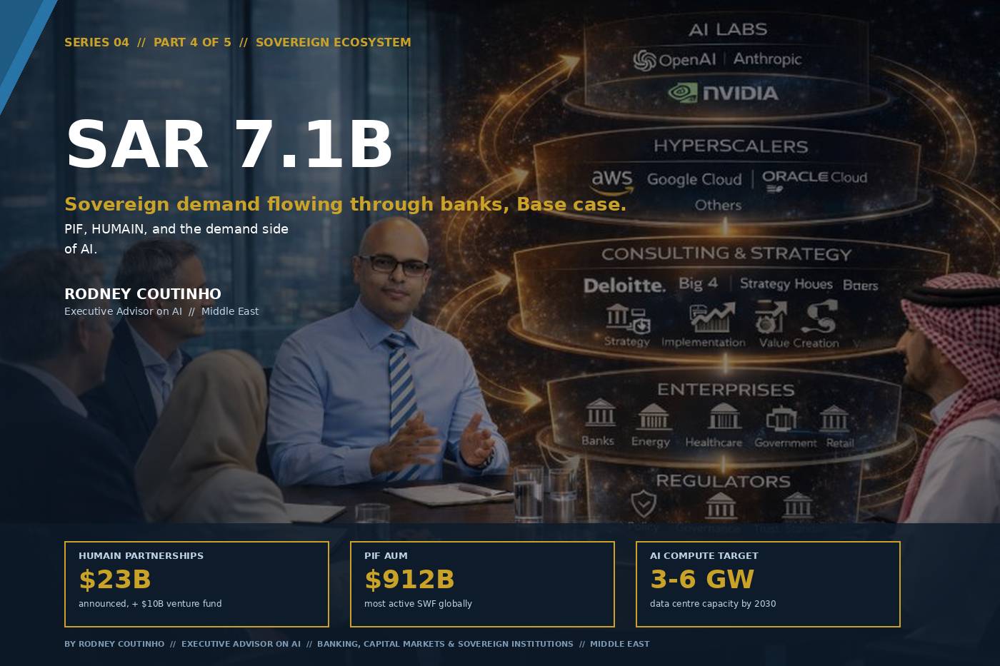 SERIES 04 // PART 4 OF 5 // SOVEREIGN ECOSYSTEM
SAR 7.1B
Sovereign demand flowing through banks, Base case.
PIF, HUMAIN, and the demand side
of AI.
RODNEY COUTINHO
Executive Advisor on AI // Middle East
AI LABS
OpenAI | Anthropic
NVIDIA
HYPERSCALERS
aws Google Cloud | ORACLE Cloud
Others
CONSULTING & STRATEGY
Deloitte. Big 4 | Strategy Houes Bners
Strategy Implementation Value Creation
ENTERPRISES
Banks Energy Healthcare Government Retail
REGULATORS
Policy Governance Trust Standards
HUMAIN PARTNERSHIPS
$23B
announced, + $10B venture fund
PIF AUM
$912B
most active SWF globally
AI COMPUTE TARGET
3-6 GW
data centre capacity by 2030
BY RODNEY COUTINHO // EXECUTIVE ADVISOR ON AI // BANKING, CAPITAL MARKETS & SOVEREIGN INSTITUTIONS // MIDDLE EAST